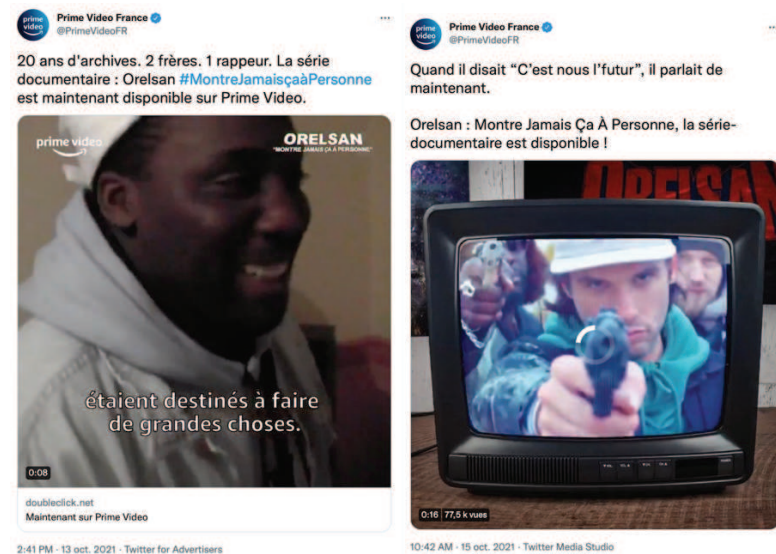 Prime Video France
@PrimeVideoFR
20 ans d'archives. 2 frères. 1 rappeur. La série
documentaire : Orelsan #MontreJamaisçaàPersonne
est maintenant disponible sur Prime Video.
prime video
ORELSAN
"MONTRE JAMAIS ÇA À PERSONNE"
étaient destinés à faire
de grandes choses.
0:08
doubleclick.net
Maintenant sur Prime Video
2:41 PM · 13 oct. 2021 · Twitter for Advertisers
Prime Video France
@PrimeVideoFR
Quand il disait “C’est nous l’futur”, il parlait de
maintenant.
Orelsan : Montre Jamais Ça À Personne, la série-
documentaire est disponible !
ORELSAN
0:16 77,5 k vues
10:42 AM · 15 oct. 2021 · Twitter Media Studio